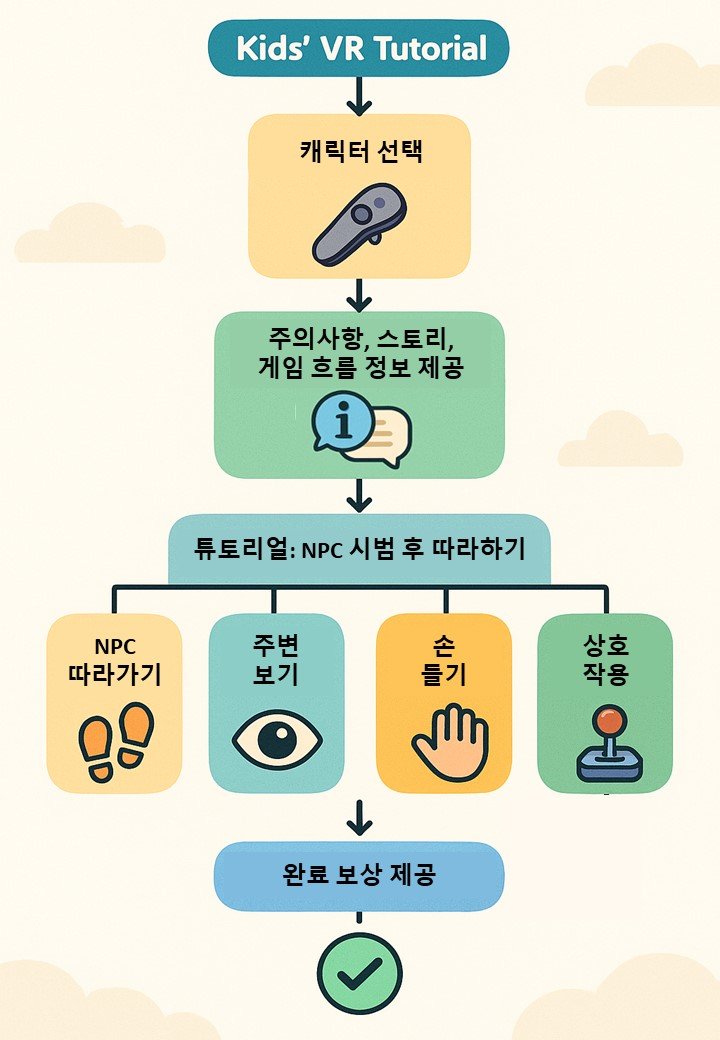 Kids' VR Tutorial
캐릭터 선택
주의사항, 스토리,
게임 흐름 정보 제공
i
튜토리얼: NPC 시범 후 따라하기
NPC
따라가기
주변
보기
손
들기
상호
작용
완료 보상 제공